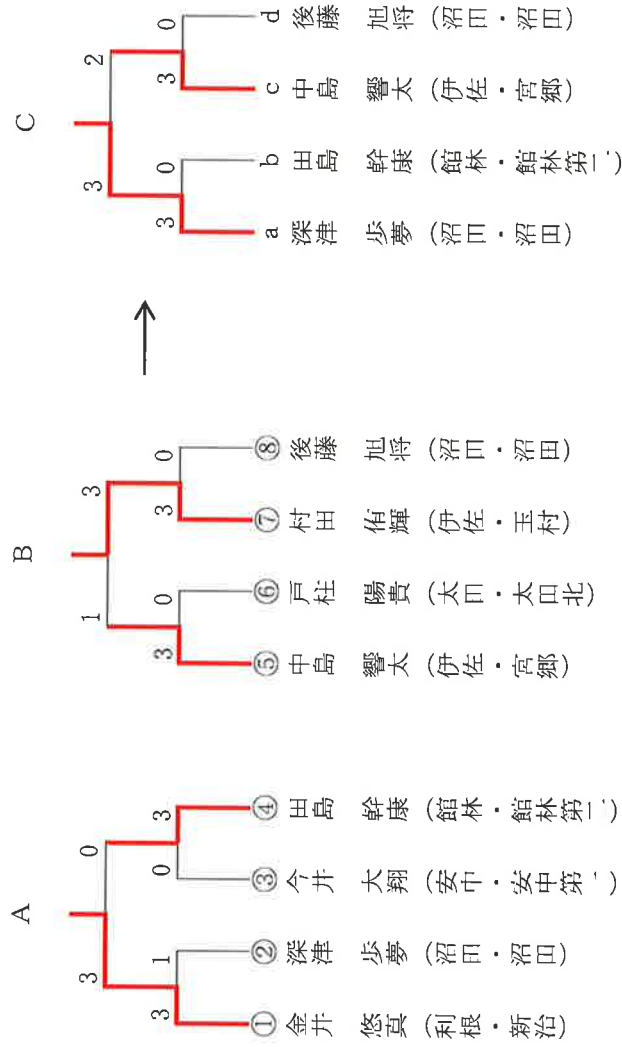 A
3 0
3 1 0 3
① 金井 悠真 (利根・新治)
② 深津 歩夢 (沼田・沼田)
③ 今井 大翔 (安中・安中第一)
④ 田島 幹康 (館林・館林第二)
B
1 3
3 0 3 0
⑤ 中島 響太 (伊佐・宮郷)
⑥ 戸柱 陽貴 (太田・太田北)
⑦ 村田 侑輝 (伊佐・玉村)
⑧ 後藤 旭将 (沼田・沼田)
→
C
3 2
3 0 3 0
a 深津 歩夢 (沼田・沼田)
b 田島 幹康 (館林・館林第二)
c 中島 響太 (伊佐・宮郷)
d 後藤 旭将 (沼田・沼田)